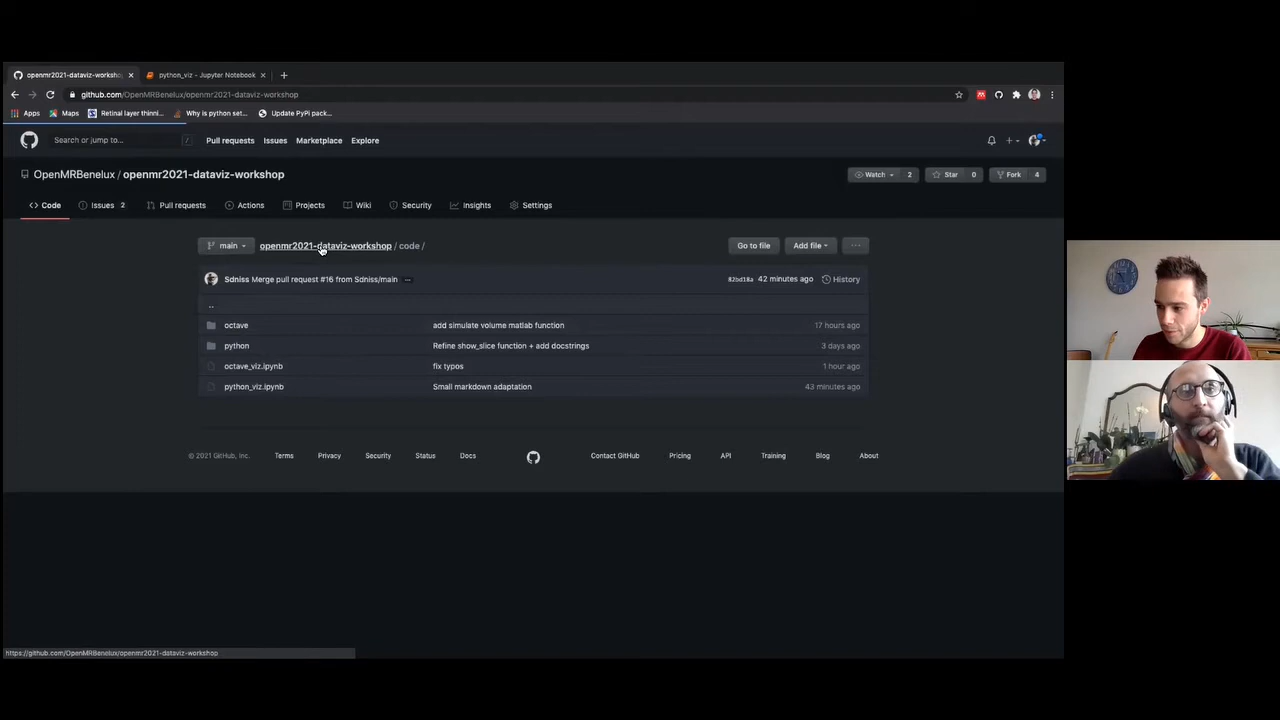 openmr2021-dataviz-workshop
python_viz - Jupyter Notebook
github.com/OpenMRBenelux/openmr2021-dataviz-workshop
Apps Maps Retinal layer thinni... Why is python set... Update PyPi pack...
Search or jump to... / Pull requests Issues Marketplace Explore
OpenMRBenelux / openmr2021-dataviz-workshop Watch 2 Star 0 Fork 4
Code Issues 2 Pull requests Actions Projects Wiki Security Insights Settings
main openmr2021-dataviz-workshop / code / Go to file Add file ...
Sdniss Merge pull request #16 from Sdniss/main ... 82bd18a 42 minutes ago History
..
octave add simulate volume matlab function 17 hours ago
python Refine show_slice function + add docstrings 3 days ago
octave_viz.ipynb fix typos 1 hour ago
python_viz.ipynb Small markdown adaptation 43 minutes ago
© 2021 GitHub, Inc. Terms Privacy Security Status Docs Contact GitHub Pricing API Training Blog About
https://github.com/OpenMRBenelux/openmr2021-dataviz-workshop